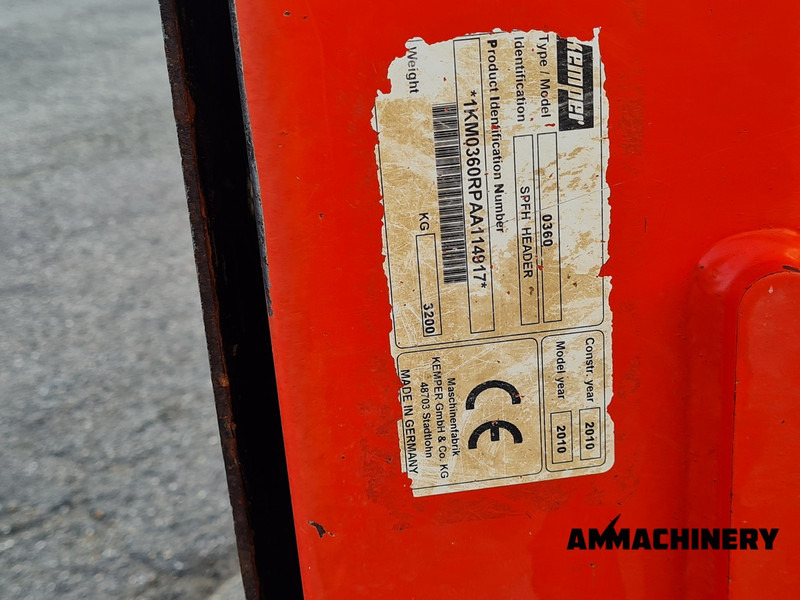 kemper
Type / Model 0360
Identification SPFH HEADER
Product Identification Number
*1KM0360RPAA114917*
Weight KG 3200
Constr. year 2010
Model year 2010
CE
Maschinenfabrik
KEMPER GmbH & Co. KG
48703 Stadtlohn
MADE IN GERMANY
AMMACHINERY